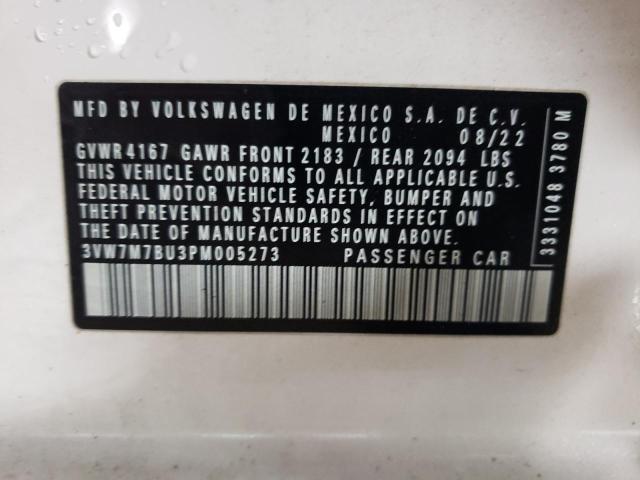 MFD BY VOLKSWAGEN DE MEXICO S.A. DE C.V.
MEXICO 08/22
GVWR 4167 GAWR FRONT 2183 / REAR 2094 LBS
THIS VEHICLE CONFORMS TO ALL APPLICABLE U.S.
FEDERAL MOTOR VEHICLE SAFETY, BUMPER AND
THEFT PREVENTION STANDARDS IN EFFECT ON
THE DATE OF MANUFACTURE SHOWN ABOVE.
3VW7M7BU3PM005273 PASSENGER CAR
3331048 3780 M